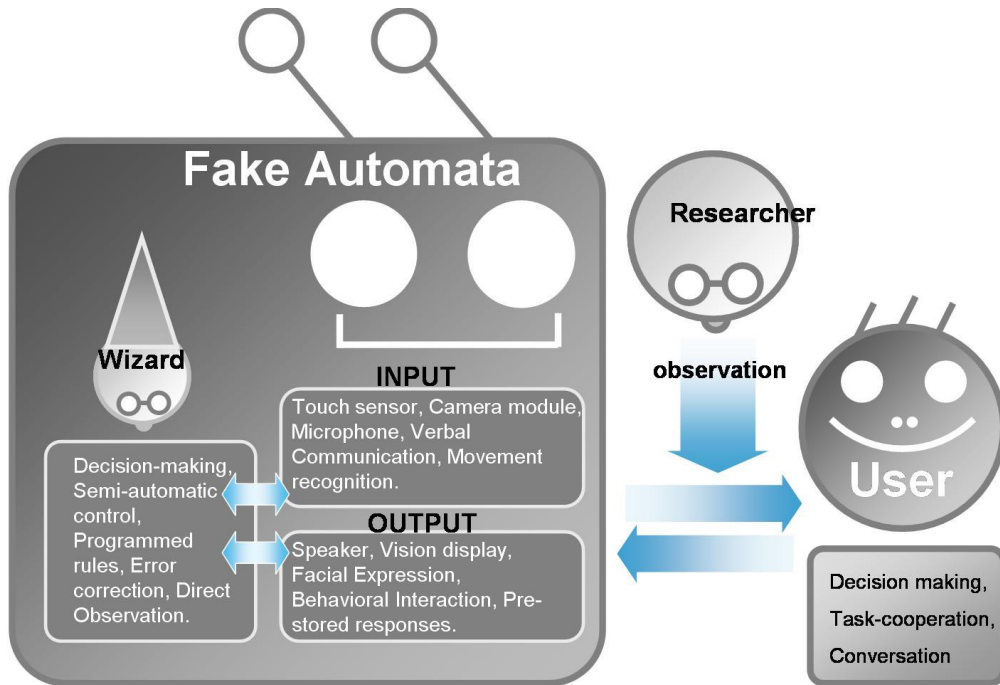 Fake Automata
Wizard
Decision-making,
Semi-automatic
control,
Programmed
rules, Error
correction, Direct
Observation.
INPUT
Touch sensor, Camera module,
Microphone, Verbal
Communication, Movement
recognition.
OUTPUT
Speaker, Vision display,
Facial Expression,
Behavioral Interaction, Pre-
stored responses.
Researcher
observation
User
Decision making,
Task-cooperation,
Conversation